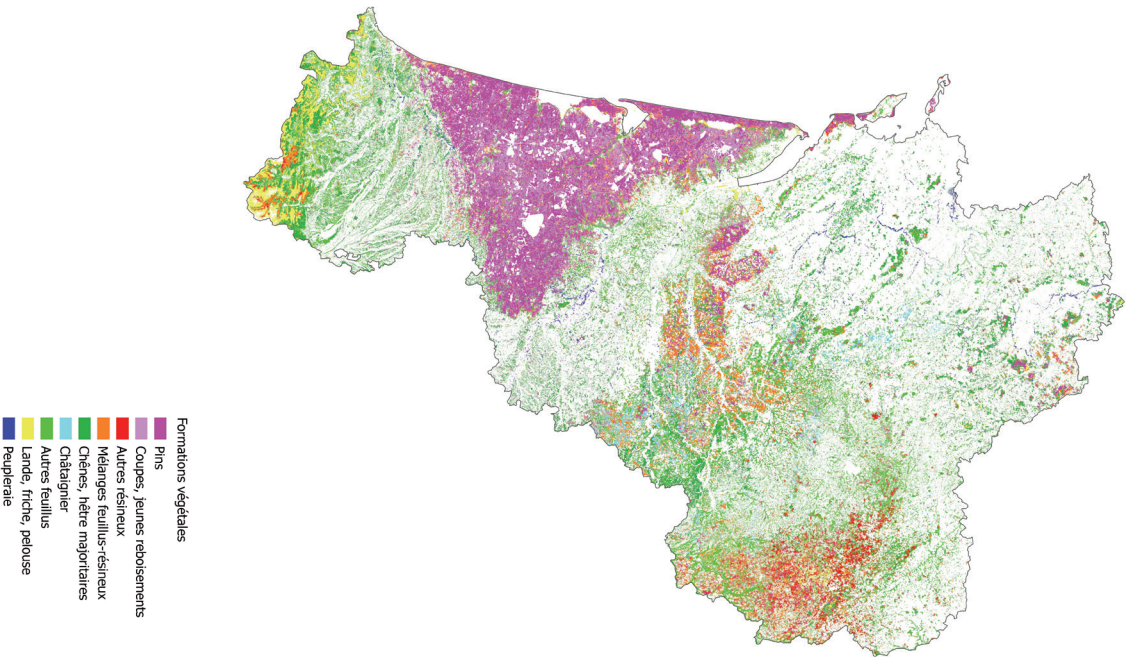 Formations végétales
Pins
Coupes, jeunes reboisements
Autres résineux
Mélanges feuillus-résineux
Chênes, hêtre majoritaires
Châtaignier
Autres feuillus
Lande, friche, pelouse
Peupleraie